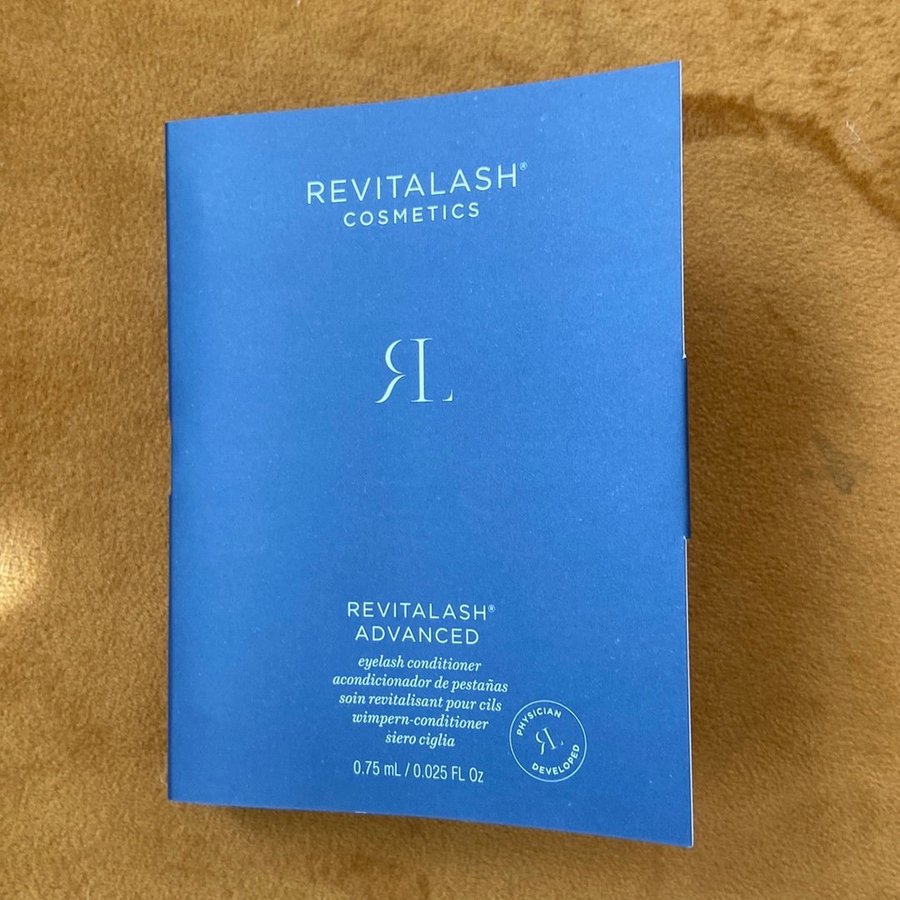 REVITALASH®
COSMETICS
RL
REVITALASH®
ADVANCED
eyelash conditioner
acondicionador de pestañas
soin revitalisant pour cils
wimpern-conditioner
siero ciglia
0.75 mL / 0.025 FL Oz
PHYSICIAN
RL
DEVELOPED